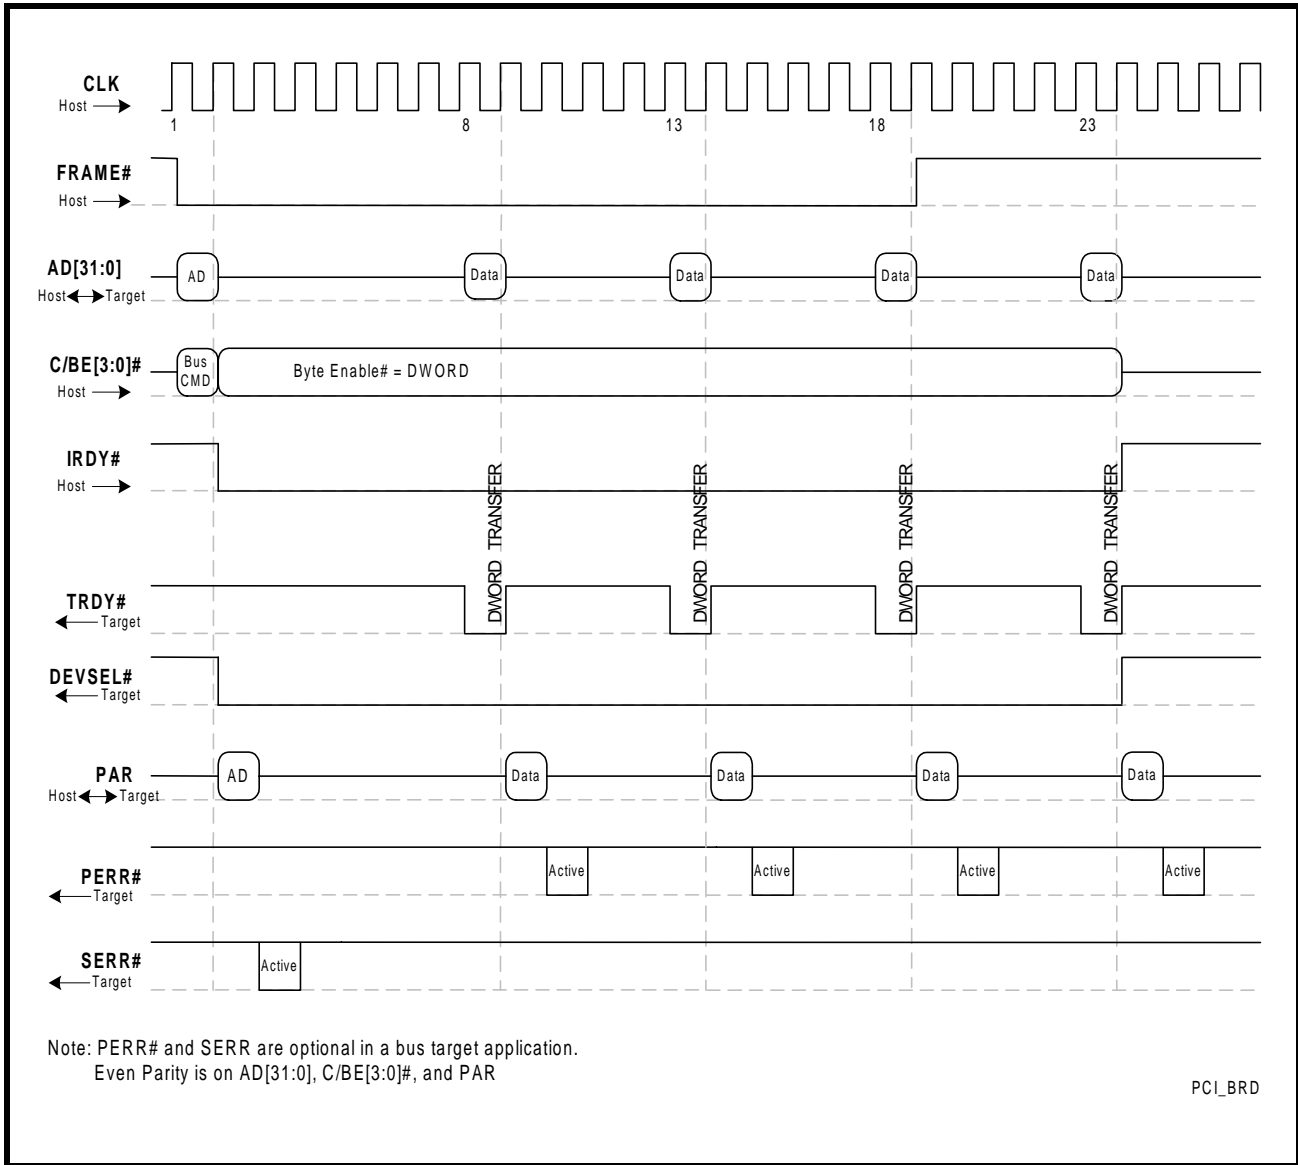 CLK
Host
1 8 13 18 23
FRAME#
Host
AD[31:0]
Host Target
AD Data Data Data Data
C/BE[3:0]#
Host
Bus
CMD
Byte Enable# = DWORD
IRDY#
Host
DWORD TRANSFER
DWORD TRANSFER
DWORD TRANSFER
DWORD TRANSFER
TRDY#
Target
DEVSEL#
Target
PAR
Host Target
AD Data Data Data Data
PERR#
Target
Active Active Active Active
SERR#
Target
Active
Note: PERR# and SERR are optional in a bus target application.
Even Parity is on AD[31:0], C/BE[3:0]#, and PAR
PCI_BRD